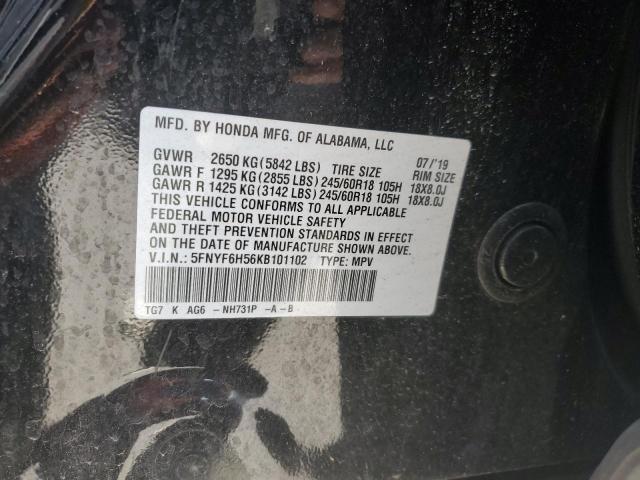 MFD. BY HONDA MFG. OF ALABAMA, LLC
GVWR 2650 KG(5842 LBS) TIRE SIZE 07/'19 RIM SIZE
GAWR F 1295 KG(2855 LBS)245/60R18 105H 18X8.0J
GAWR R 1425 KG(3142 LBS)245/60R18 105H 18X8.0J
THIS VEHICLE CONFORMS TO ALL APPLICABLE
FEDERAL MOTOR VEHICLE SAFETY
AND THEFT PREVENTION STANDARDS IN EFFECT
ON THE DATE OF MANUFACTURE SHOWN ABOVE.
V.I.N.: 5FNYF6H56KB101102 TYPE: MPV
TG7 K AG6 -NH731P -A-B